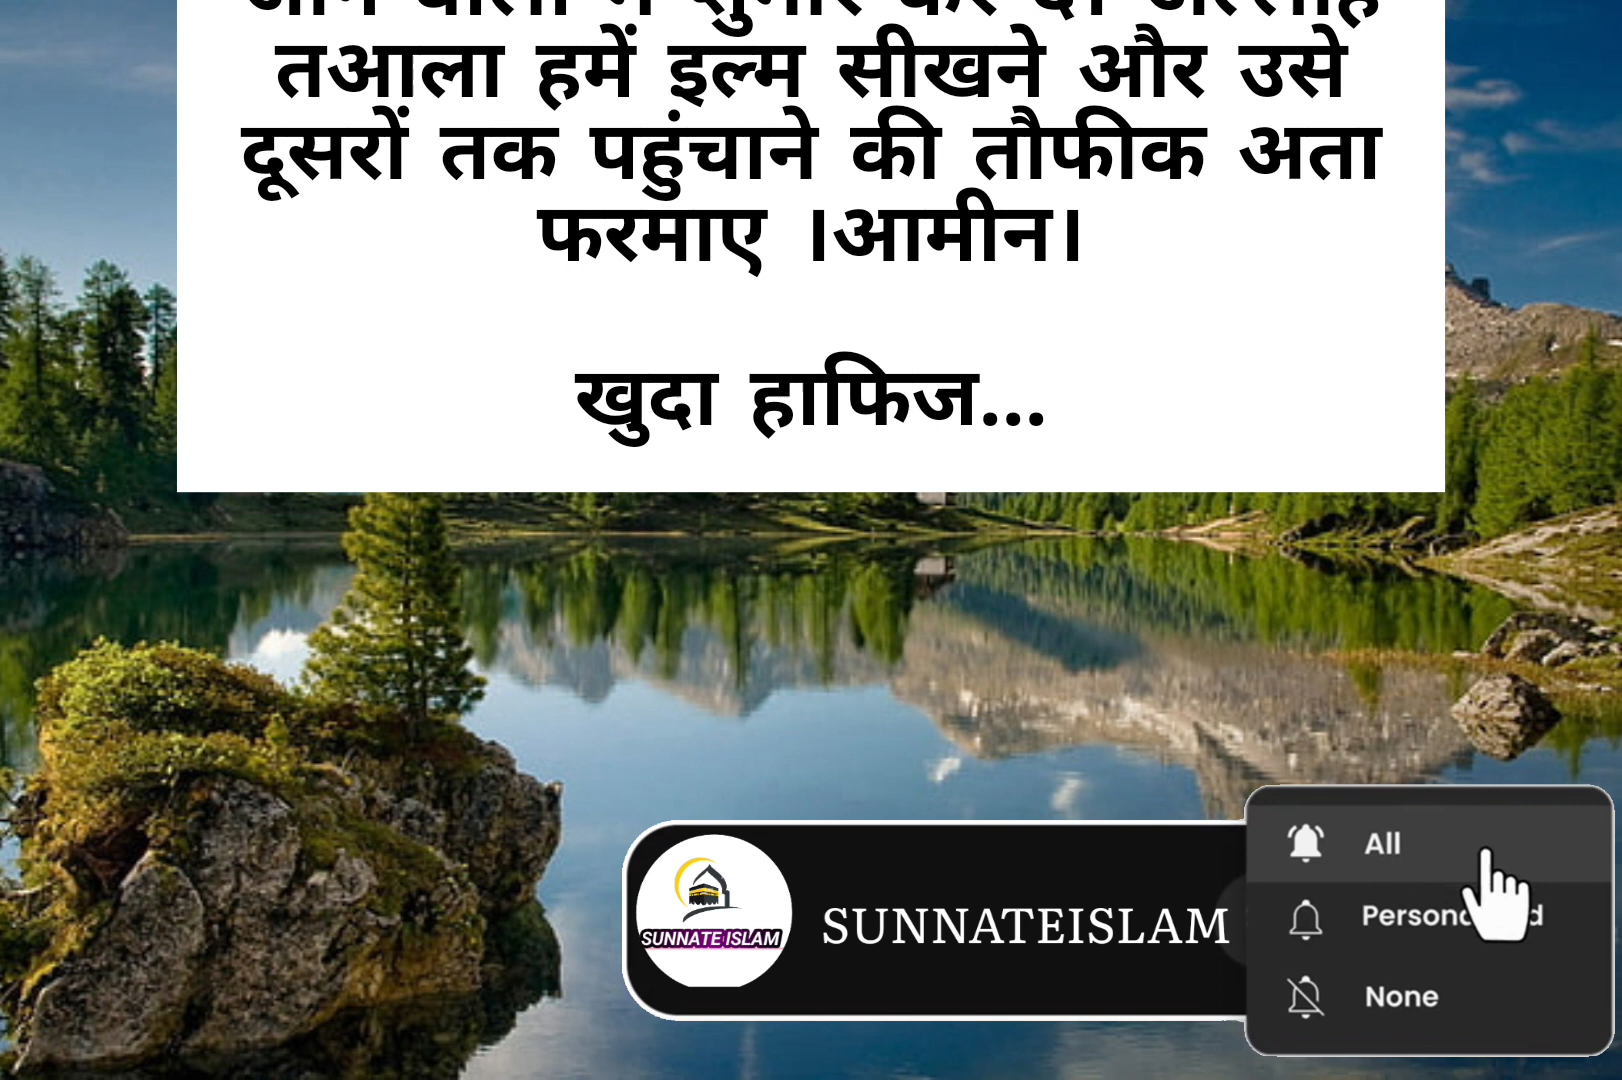 तआला हमें इल्म सीखने और उसे
दूसरों तक पहुंचाने की तौफीक अता
फरमाए ।आमीन।
खुदा हाफिज...
SUNNATE ISLAM
SUNNATEISLAM
All
None